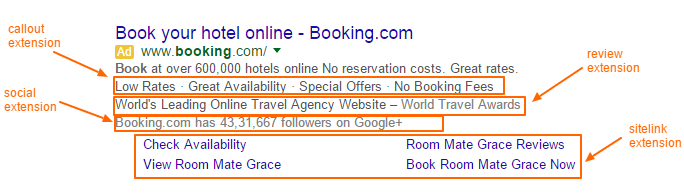 callout
extension
Book your hotel online - Booking.com
Ad www.booking.com/
Book at over 600,000 hotels online No reservation costs. Great rates.
review
extension
Low Rates · Great Availability · Special Offers · No Booking Fees
social
extension
World's Leading Online Travel Agency Website – World Travel Awards
Booking.com has 43,31,667 followers on Google+
sitelink
extension
Check Availability
Room Mate Grace Reviews
View Room Mate Grace
Book Room Mate Grace Now